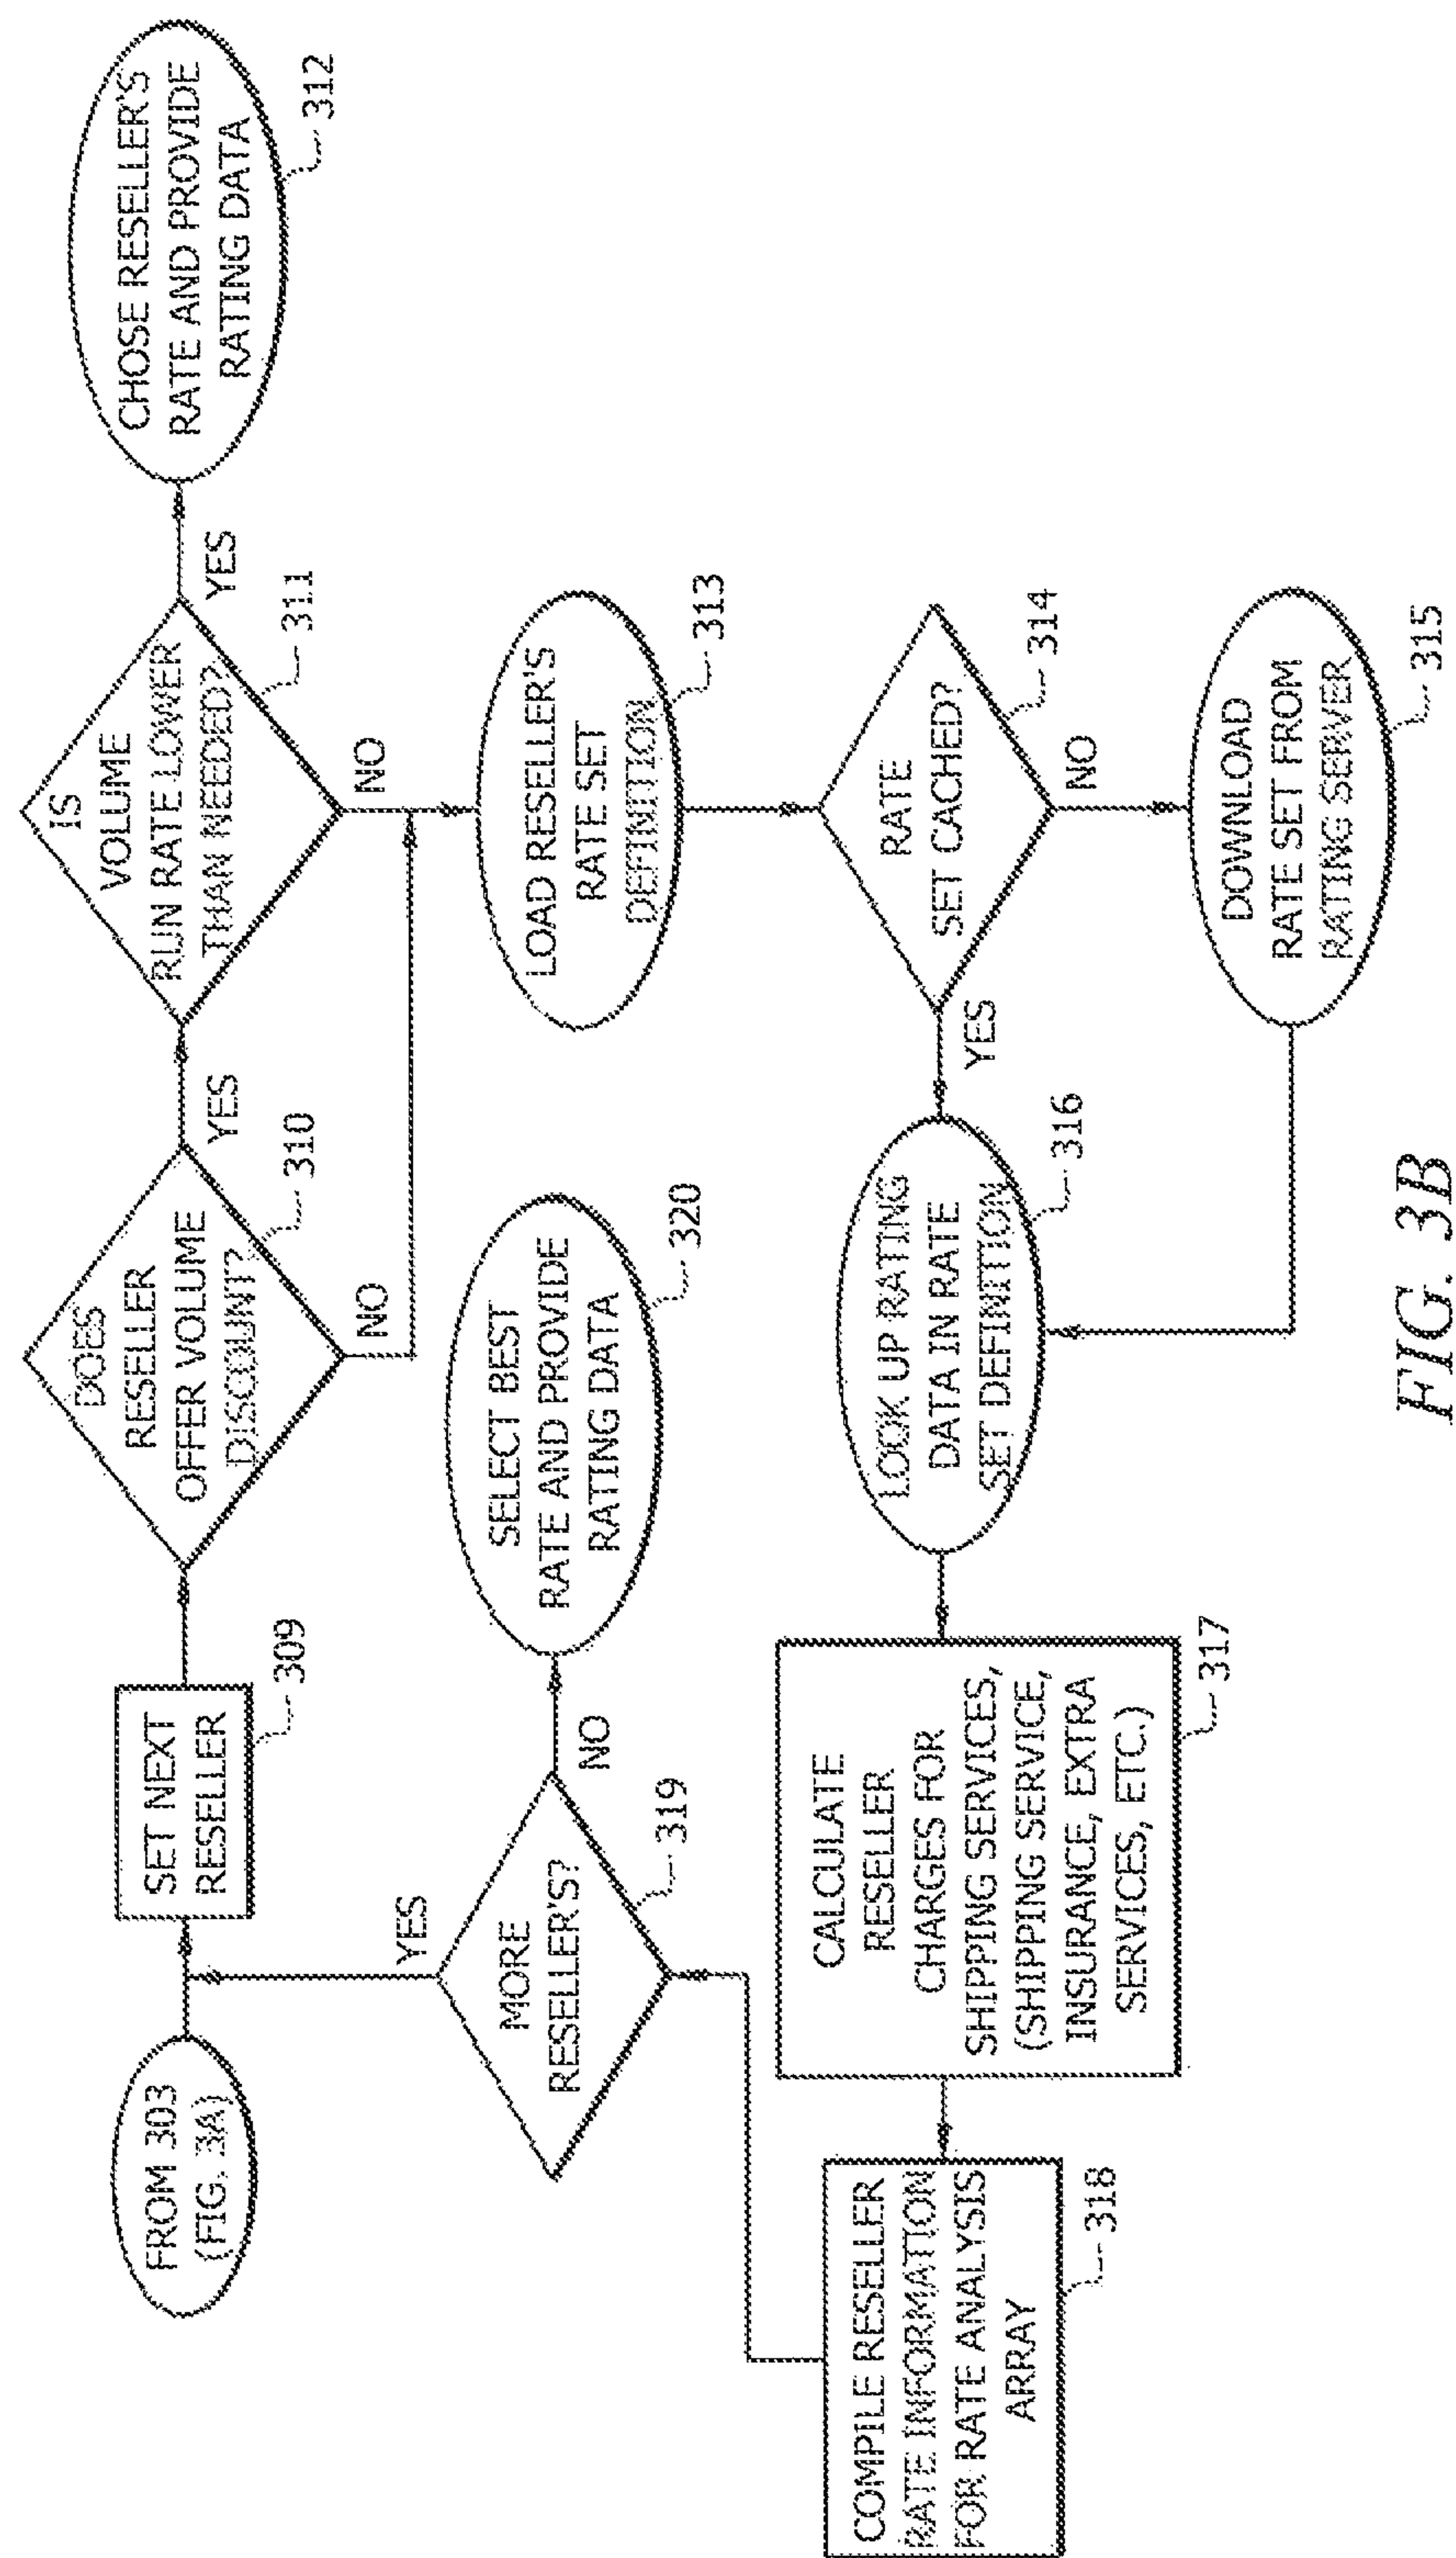 FROM 303
(FIG. 3A)
SET NEXT
RESELLER
309
DOES
RESELLER
OFFER VOLUME
DISCOUNT?
310
YES
NO
IS
VOLUME
RUN RATE LOWER
THAN NEEDED?
311
YES
NO
CHOSE RESELLER'S
RATE AND PROVIDE
RATING DATA
312
YES
MORE
RESELLER'S?
319
NO
SELECT BEST
RATE AND PROVIDE
RATING DATA
320
LOAD RESELLER'S
RATE SET
DEFINITION
313
COMPILE RESELLER
RATE INFORMATION
FOR RATE ANALYSIS
ARRAY
318
CALCULATE
RESELLER
CHARGES FOR
SHIPPING SERVICES,
(SHIPPING SERVICE,
INSURANCE, EXTRA
SERVICES, ETC.)
317
LOOK UP RATING
DATA IN RATE
SET DEFINITION
316
YES
RATE
SET CACHED?
314
NO
DOWNLOAD
RATE SET FROM
RATING SERVER
315
FIG. 3B